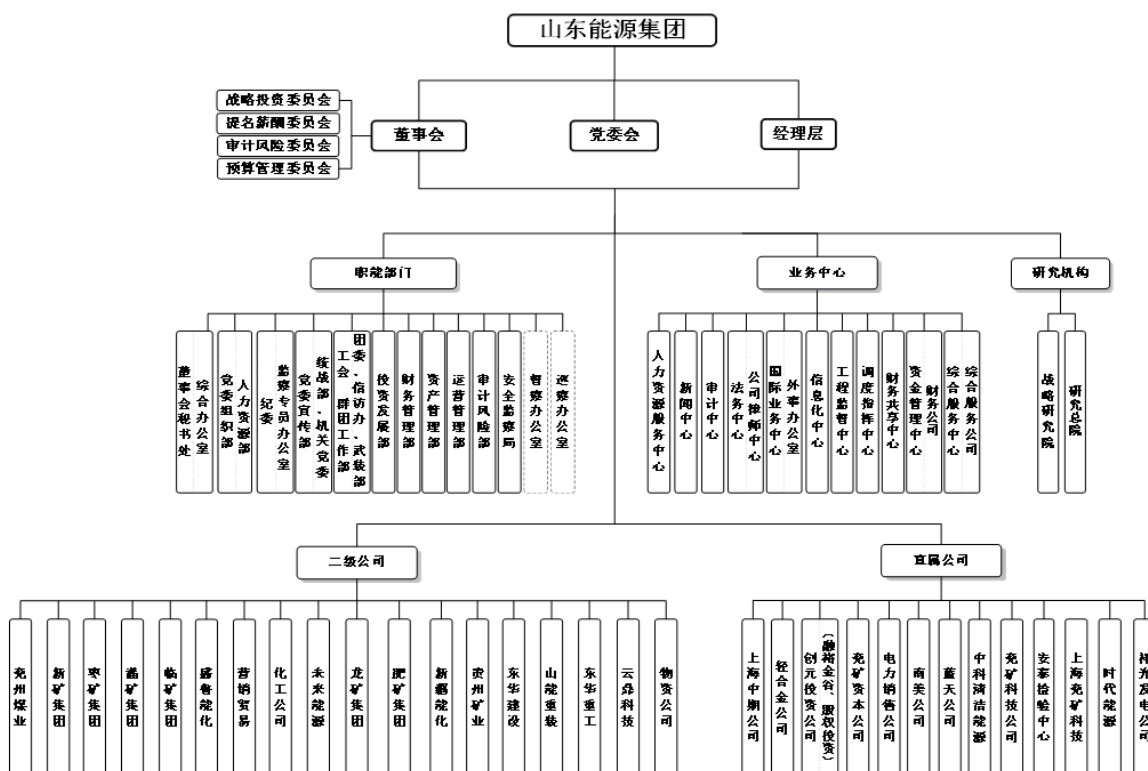 山东能源集团
战略投资委员会
提名薪酬委员会
审计风险委员会
预算管理委员会
董事会
党委会
经理层
职能部门
业务中心
研究机构
董事会秘书处
综合办公室
党委组织部
人力资源部
纪委
监察专员办公室
党委宣传部
统战部、机关党委
工会 群团工作部
团委、信访办、武装部
投资发展部
财务管理部
资产管理部
运营管理部
审计风险部
安全监察局
督察办公室
巡察办公室
人力资源服务中心
新闻中心
审计中心
法务中心
公司律师中心
国际业务中心
外事办公室
信息化中心
工程监督中心
调度指挥中心
财务共享中心
资金管理中心
财务公司
综合服务中心
综合服务公司
战略研究院
研究总院
二级公司
直属公司
兖州煤业
新矿集团
枣矿集团
淄矿集团
临矿集团
盛鲁能化
营销贸易
化工公司
未来能源
龙矿集团
肥矿集团
新疆能化
贵州矿业
东华建设
山能重装
东华重工
云鼎科技
物资公司
上海中期公司
轻合金公司
创元投资公司
（融裕金谷、股权投资）
兖矿资本公司
电力销售公司
南美公司
蓝天公司
中科清洁能源
兖矿科技公司
安泰检验中心
上海兖矿科技
时代能源
祥光发电公司